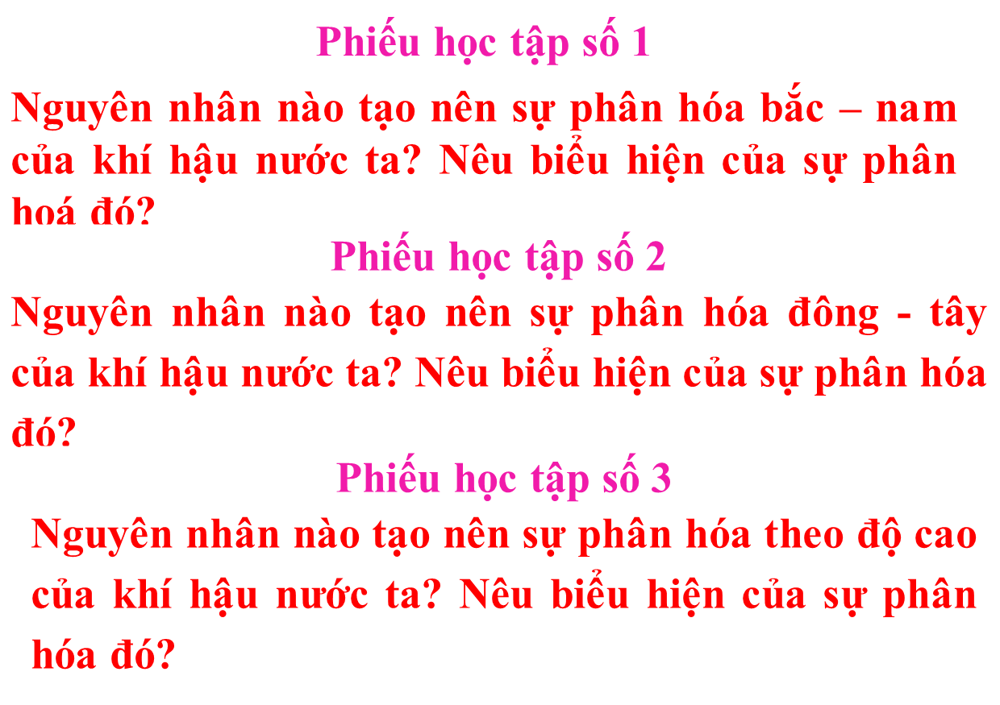 Phiếu học tập số 1
Nguyên nhân nào tạo nên sự phân hóa bắc – nam
của khí hậu nước ta? Nêu biểu hiện của sự phân
hoá đó?
Phiếu học tập số 2
Nguyên nhân nào tạo nên sự phân hóa đông - tây
của khí hậu nước ta? Nêu biểu hiện của sự phân hóa
đó?
Phiếu học tập số 3
Nguyên nhân nào tạo nên sự phân hóa theo độ cao
của khí hậu nước ta? Nêu biểu hiện của sự phân
hóa đó?